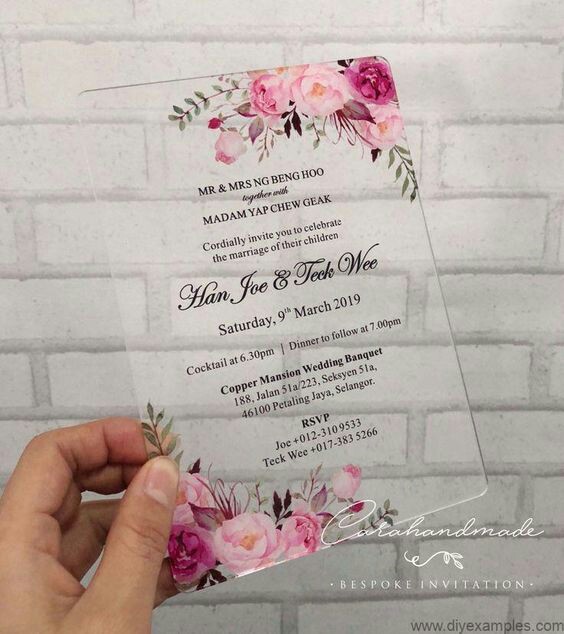 MR & MRS NG BENG HOO
together with
MADAM YAP CHEW GEAK
Cordially invite you to celebrate
the marriage of their children
Han Joe & Teck Wee
Saturday, 9th March 2019
Cocktail at 6.30pm | Dinner to follow at 7.00pm
Copper Mansion Wedding Banquet
188, Jalan 51a/223, Seksyen 51a,
46100 Petaling Jaya, Selangor.
RSVP
Joe +012-310 9533
Teck Wee +017-383 5266
Carahandmade
· BESPOKE INVITATION ·
www.diyexamples.com